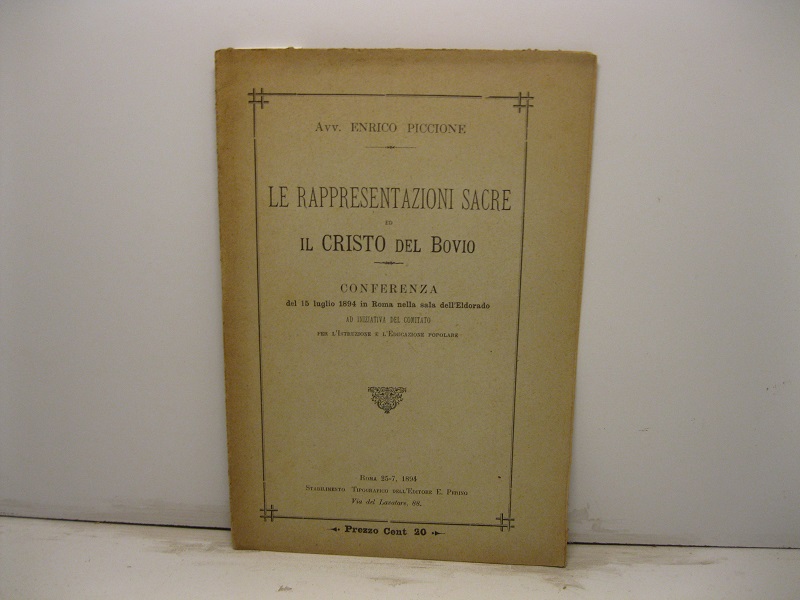 Avv. ENRICO PICCIONE
LE RAPPRESENTAZIONI SACRE
ED
IL CRISTO DEL BOVIO
CONFERENZA
del 15 luglio 1894 in Roma nella sala dell'Eldorado
AD INIZIATIVA DEL COMITATO
PER L'ISTRUZIONE E L'EDUCAZIONE POPOLARE
ROMA 25-7, 1894
STABILIMENTO TIPOGRAFICO DELL'EDITORE E. PERINO
Via del Lavatore, 88.
Prezzo Cent 20